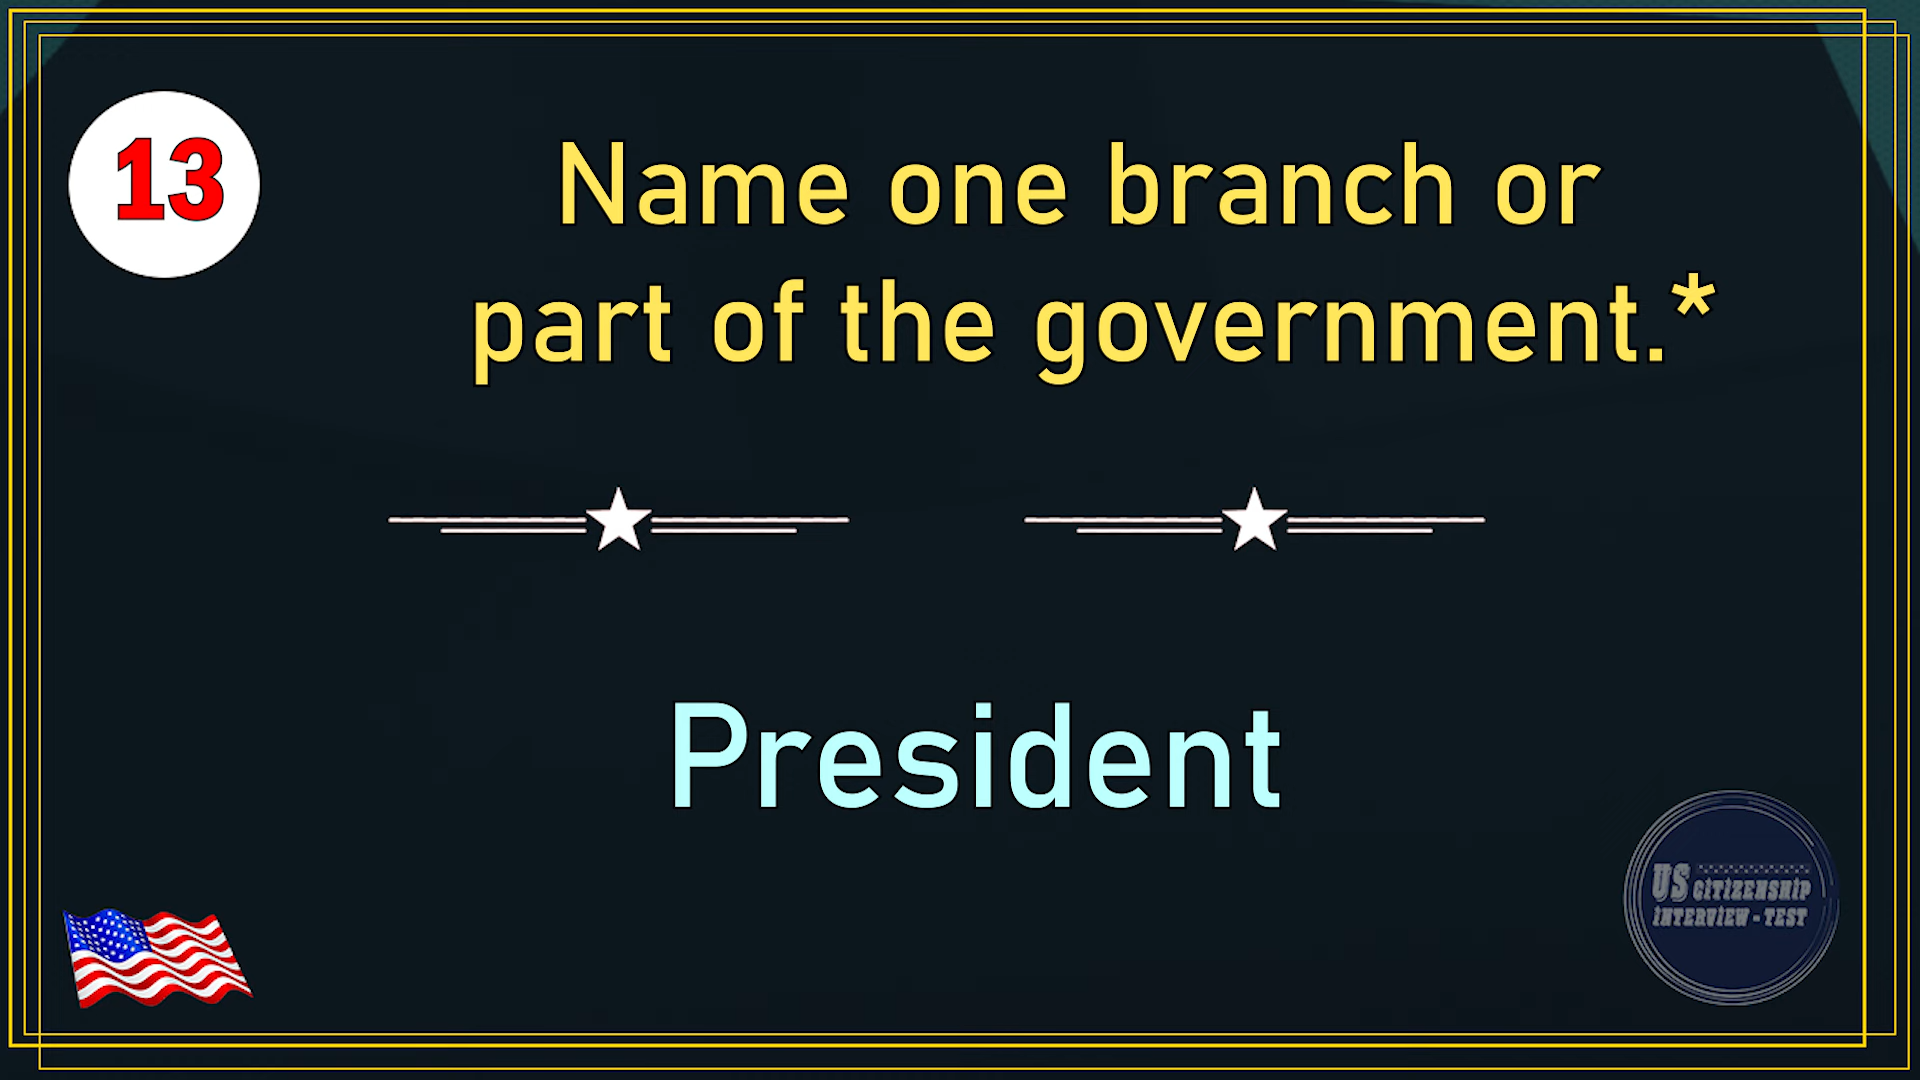 13
Name one branch or
part of the government.*
President
US CITIZENSHIP
INTERVIEW - TEST